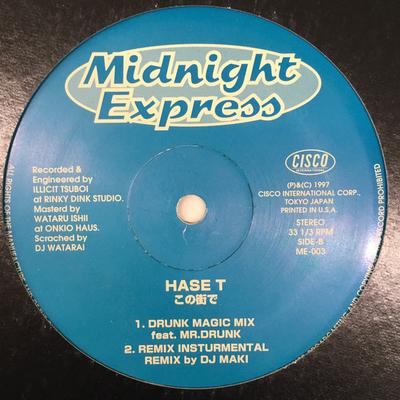 Midnight
Express
Recorded &
Engineered by
ILLICIT TSUBOI
at RINKY DINK STUDIO.
Masterd by
WATARU ISHII
at ONKIO HAUS.
Scrached by
DJ WATARAI
CISCO
INTERNATIONAL
(P)&(C) 1997
CISCO INTERNATIONAL CORP.,
TOKYO JAPAN
PRINTED IN U.S.A.
STEREO
33 1/3 RPM
SIDE-B
ME-003
HASE T
この街で
1. DRUNK MAGIC MIX
feat. MR.DRUNK
2. REMIX INSTURMENTAL
REMIX by DJ MAKI